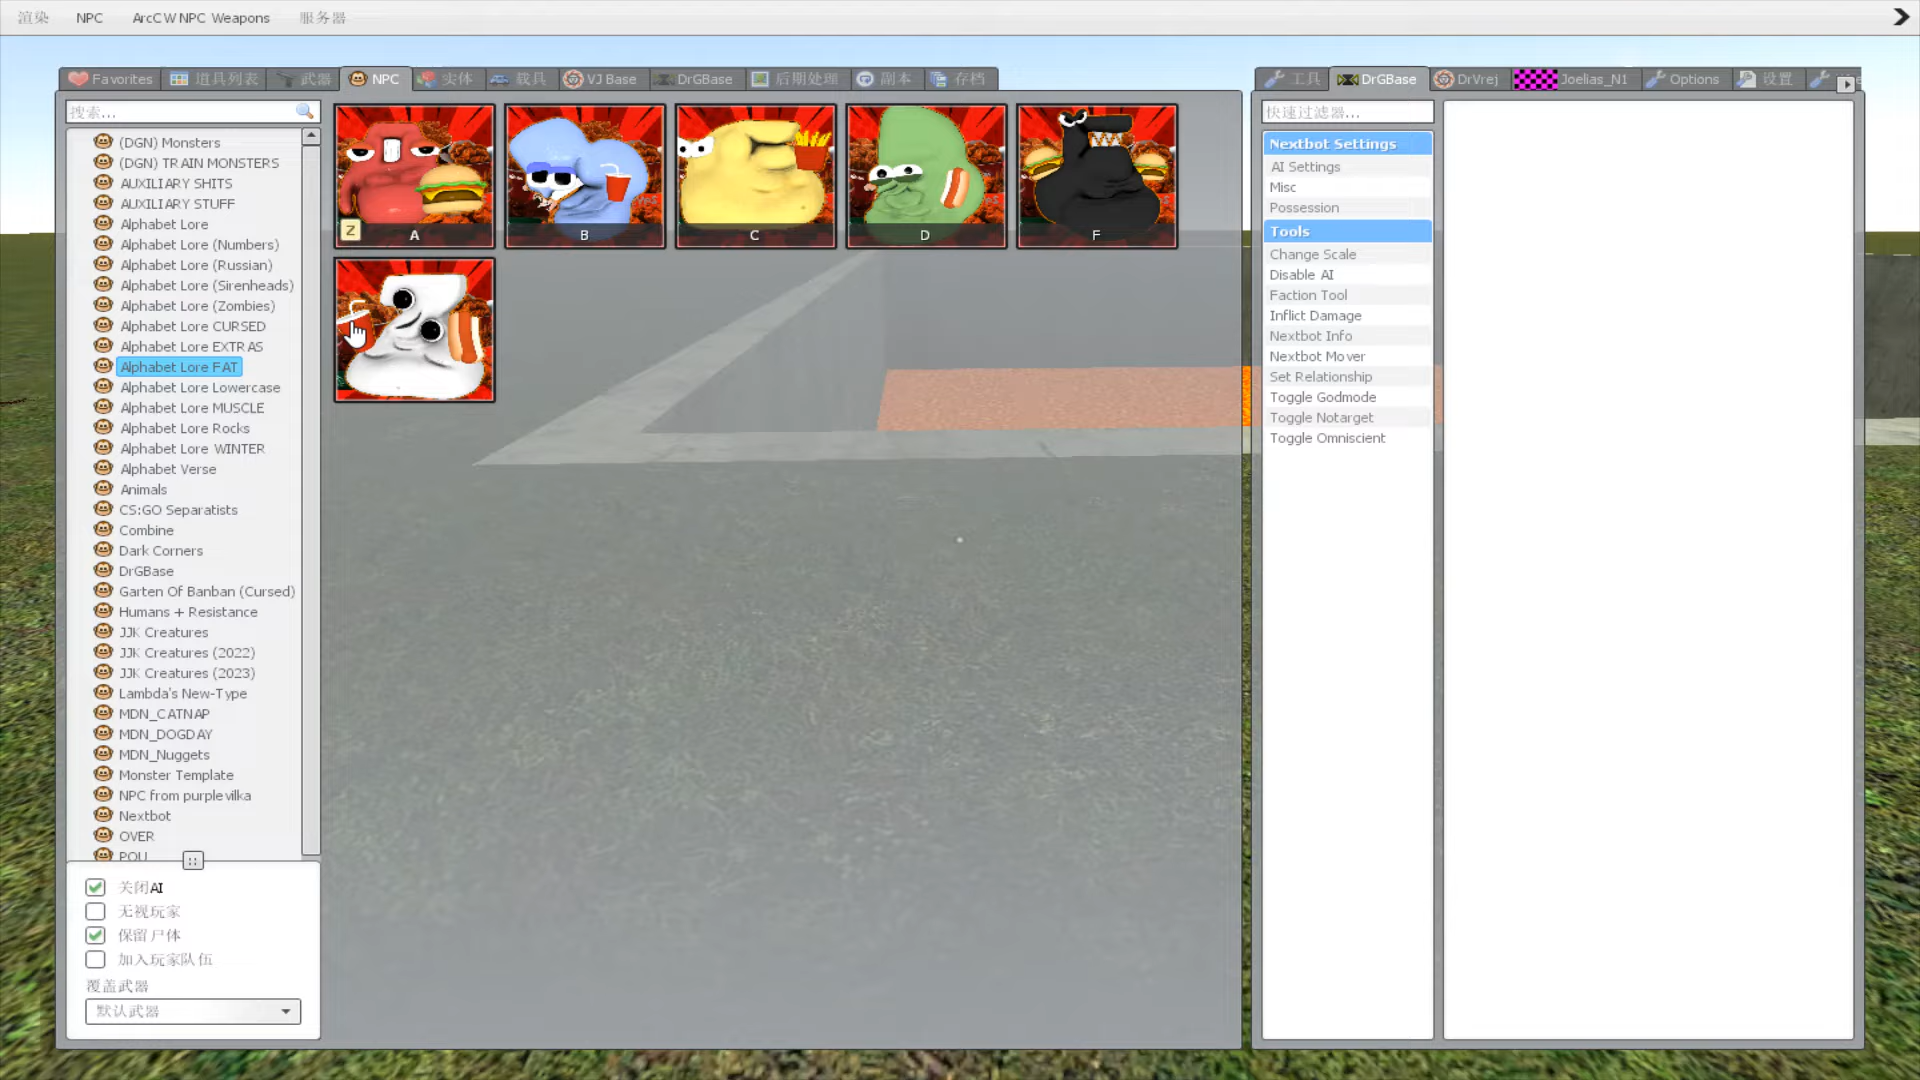 渲染 NPC ArcCW NPC Weapons 服务器
Favorites 道具列表 武器 NPC 实体 载具 VJ Base DrGBase 后期处理 副本 存档
搜索...
(DGN) Monsters
(DGN) TRAIN MONSTERS
AUXILIARY SHITS
AUXILIARY STUFF
Alphabet Lore
Alphabet Lore (Numbers)
Alphabet Lore (Russian)
Alphabet Lore (Sirenheads)
Alphabet Lore (Zombies)
Alphabet Lore CURSED
Alphabet Lore EXTRAS
Alphabet Lore FAT
Alphabet Lore Lowercase
Alphabet Lore MUSCLE
Alphabet Lore Rocks
Alphabet Lore WINTER
Alphabet Verse
Animals
CS:GO Separatists
Combine
Dark Corners
DrGBase
Garten Of Banban (Cursed)
Humans + Resistance
JJK Creatures
JJK Creatures (2022)
JJK Creatures (2023)
Lambda's New-Type
MDN_CATNAP
MDN_DOGDAY
MDN_Nuggets
Monster Template
NPC from purplevilka
Nextbot
OVER
POU
关闭AI
无视玩家
保留尸体
加入玩家队伍
覆盖武器
默认武器
Z
A
B
C
D
F
工具 DrGBase DrVrej Joelias_N1 Options 设置
快速过滤器...
Nextbot Settings
AI Settings
Misc
Possession
Tools
Change Scale
Disable AI
Faction Tool
Inflict Damage
Nextbot Info
Nextbot Mover
Set Relationship
Toggle Godmode
Toggle Notarget
Toggle Omniscient